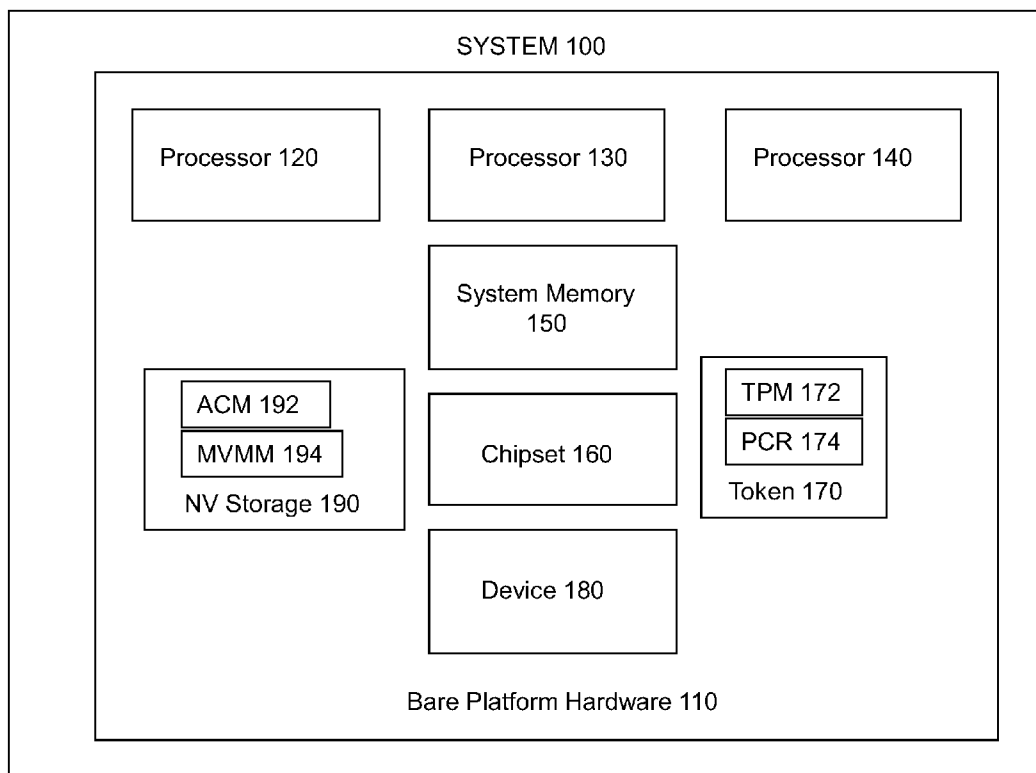 SYSTEM 100
Processor 120
Processor 130
Processor 140
System Memory
150
ACM 192
MVMM 194
NV Storage 190
Chipset 160
TPM 172
PCR 174
Token 170
Device 180
Bare Platform Hardware 110